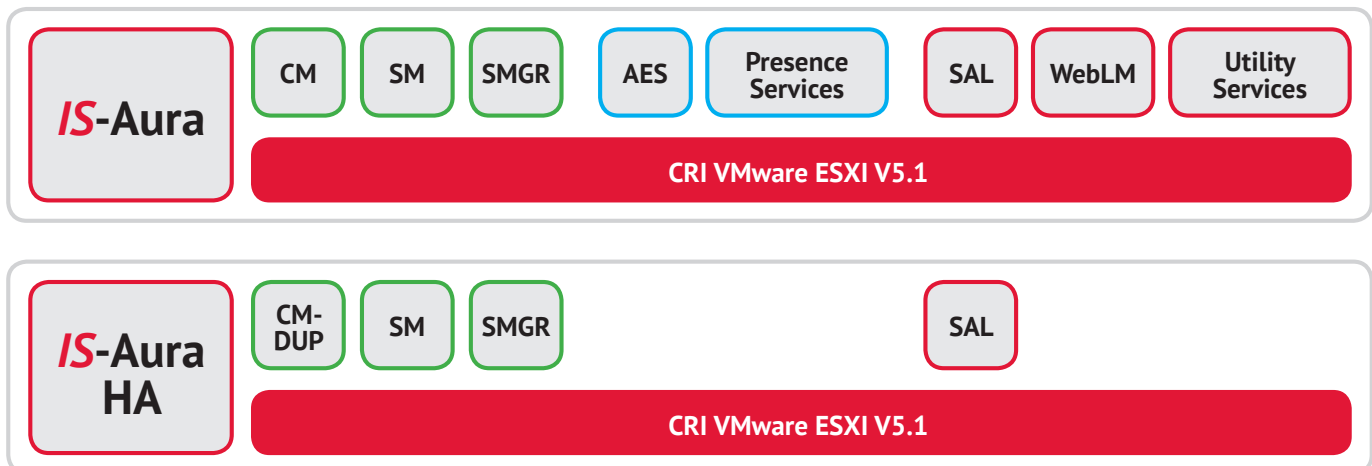 IS-Aura
CM
SM
SMGR
AES
Presence
Services
SAL
WebLM
Utility
Services
CRI VMware ESXI V5.1
IS-Aura
HA
CM-
DUP
SM
SMGR
SAL
CRI VMware ESXI V5.1